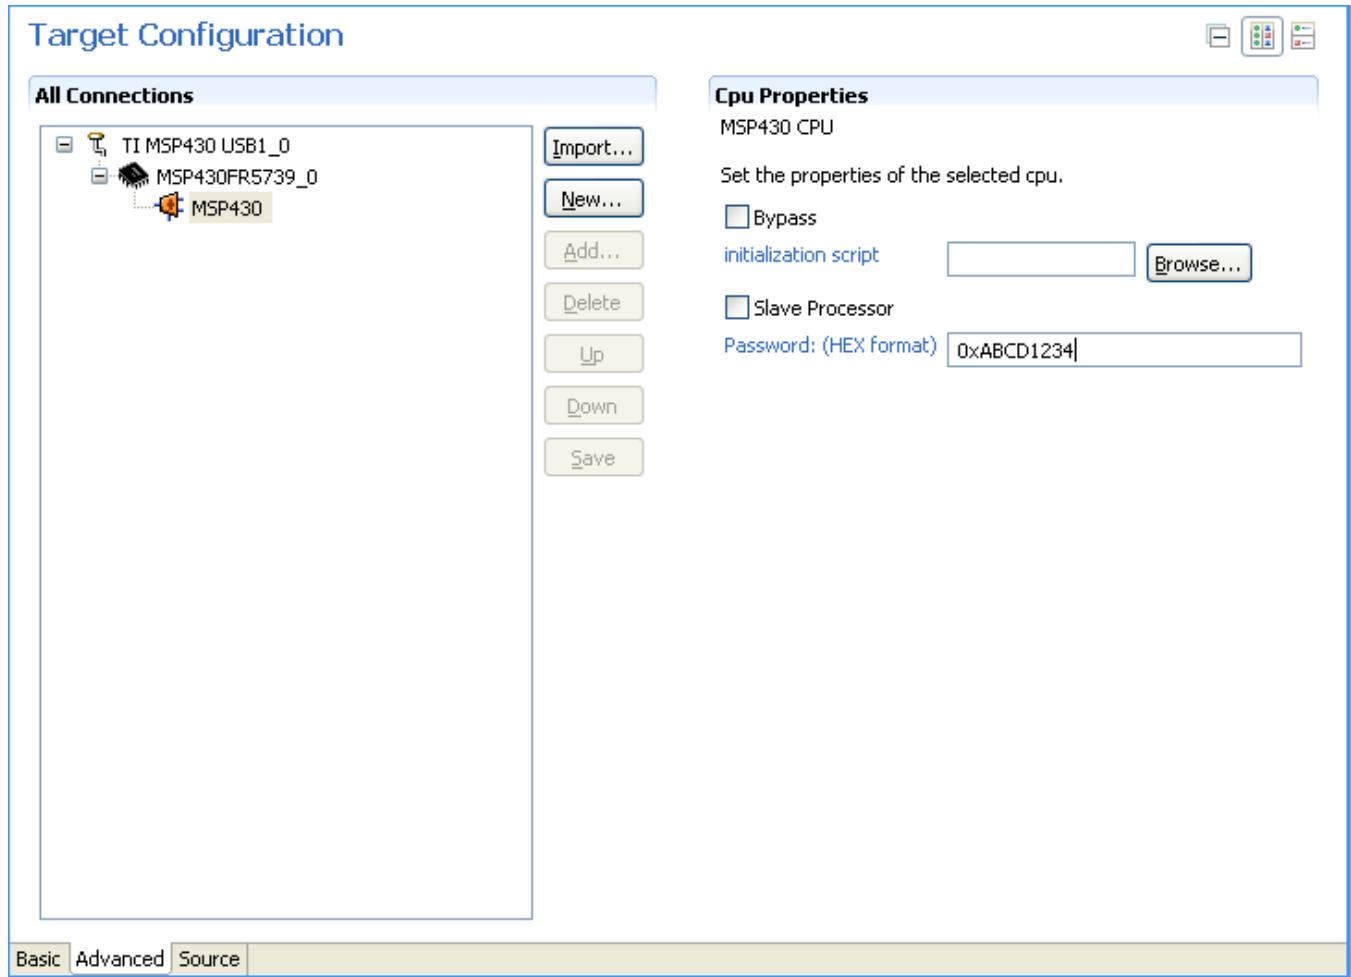 Target Configuration
All Connections
TI MSP430 USB1_0
MSP430FR5739_0
MSP430
Import...
New...
Add...
Delete
Up
Down
Save
Cpu Properties
MSP430 CPU
Set the properties of the selected cpu.
Bypass
initialization script
Browse...
Slave Processor
Password: (HEX format) 0xABCD1234
Basic Advanced Source